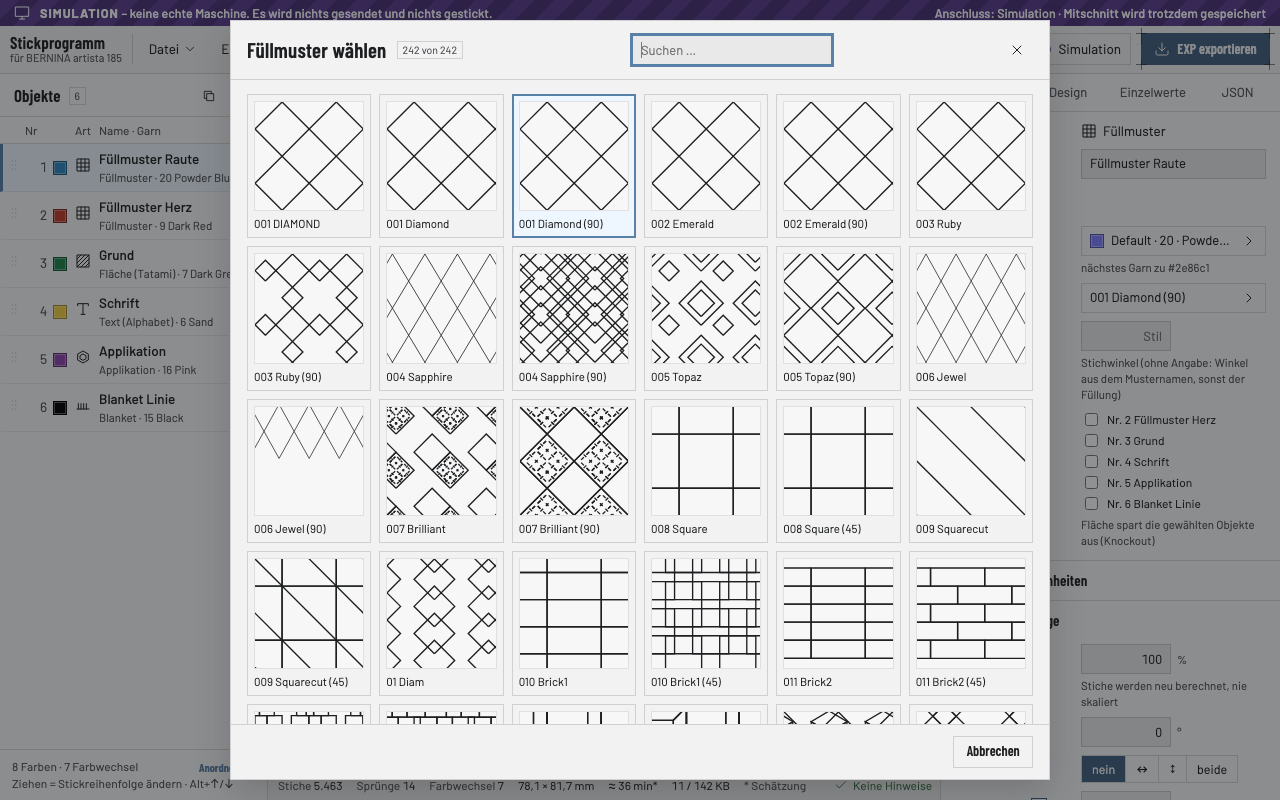 SIMULATION – keine echte Maschine. Es wird nichts gesendet und nichts gestickt.
Anschluss: Simulation · Mitschnitt wird trotzdem gespeichert
Stickprogramm
für BERNINA artista 185
Datei
Simulation
EXP exportieren
Objekte 6
Design Einzelwerte JSON
Nr Art Name · Garn
1 Füllmuster Raute
Füllmuster · 20 Powder Blu
2 Füllmuster Herz
Füllmuster · 9 Dark Red
3 Grund
Fläche (Tatami) · 7 Dark Gre
4 Schrift
Text (Alphabet) · 6 Sand
5 Applikation
Applikation · 16 Pink
6 Blanket Linie
Blanket · 15 Black
8 Farben · 7 Farbwechsel
Ziehen = Stickreihenfolge ändern · Alt+↑/↓
Füllmuster wählen 242 von 242
Suchen ...
001 DIAMOND
001 Diamond
001 Diamond (90)
002 Emerald
002 Emerald (90)
003 Ruby
003 Ruby (90)
004 Sapphire
004 Sapphire (90)
005 Topaz
005 Topaz (90)
006 Jewel
006 Jewel (90)
007 Brilliant
007 Brilliant (90)
008 Square
008 Square (45)
009 Squarecut
009 Squarecut (45)
01 Diam
010 Brick1
010 Brick1 (45)
011 Brick2
011 Brick2 (45)
Abbrechen
Füllmuster
Füllmuster Raute
Default · 20 · Powde...
nächstes Garn zu #2e86c1
001 Diamond (90)
Stil
Stichwinkel (ohne Angabe: Winkel
aus dem Musternamen, sonst der
Füllung)
Nr. 2 Füllmuster Herz
Nr. 3 Grund
Nr. 4 Schrift
Nr. 5 Applikation
Nr. 6 Blanket Linie
Fläche spart die gewählten Objekte
aus (Knockout)
100 %
Stiche werden neu berechnet, nie
skaliert
0 °
nein ↔ ↕ beide
Stiche 5.463 Sprünge 14 Farbwechsel 7 78,1 × 81,7 mm ≈ 36 min* 11 / 142 KB * Schätzung Keine Hinweise